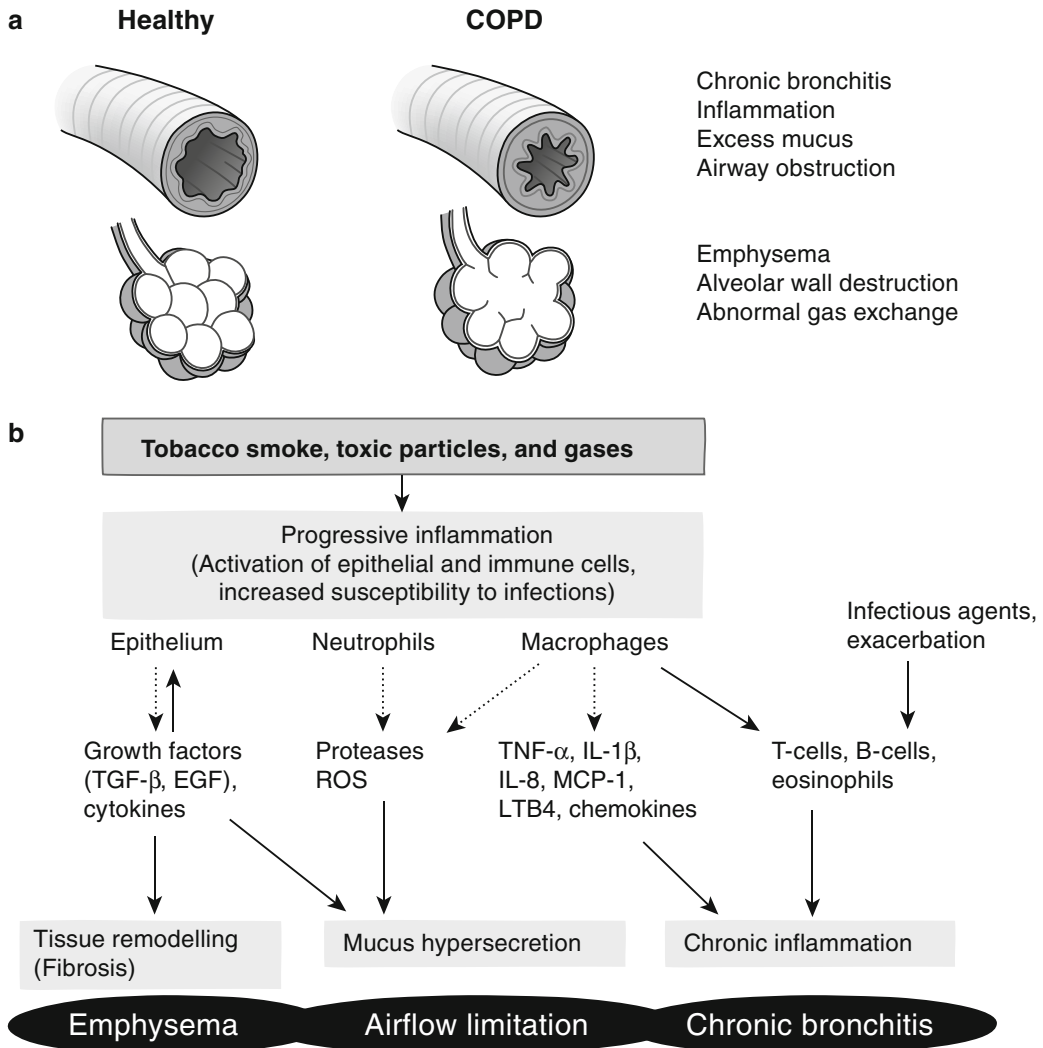 a
Healthy
COPD
Chronic bronchitis
Inflammation
Excess mucus
Airway obstruction
Emphysema
Alveolar wall destruction
Abnormal gas exchange
b
Tobacco smoke, toxic particles, and gases
Progressive inflammation
(Activation of epithelial and immune cells,
increased susceptibility to infections)
Infectious agents,
exacerbation
Epithelium
Neutrophils
Macrophages
Growth factors
(TGF-β, EGF),
cytokines
Proteases
ROS
TNF-α, IL-1β,
IL-8, MCP-1,
LTB4, chemokines
T-cells, B-cells,
eosinophils
Tissue remodelling
(Fibrosis)
Mucus hypersecretion
Chronic inflammation
Emphysema
Airflow limitation
Chronic bronchitis